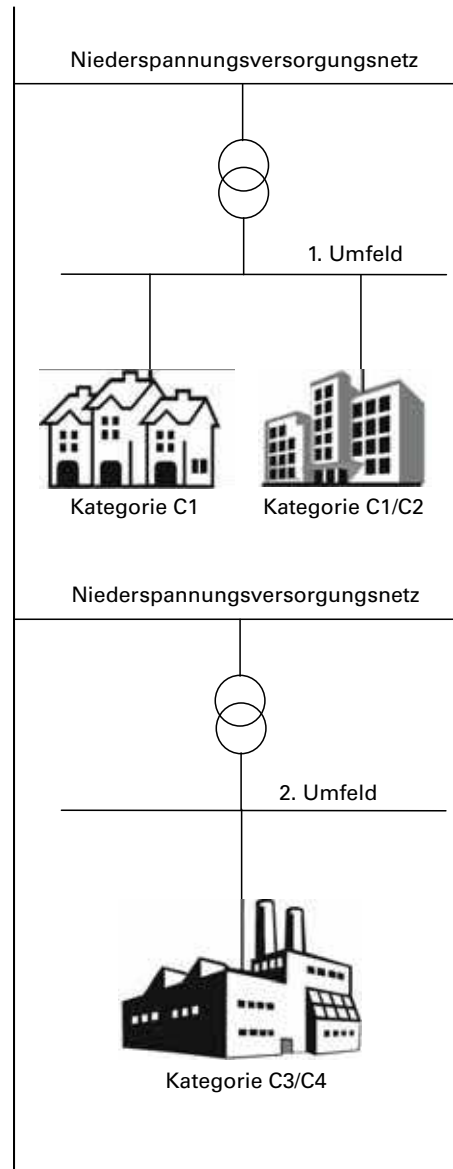 Niederspannungsversorgungsnetz
1. Umfeld
Kategorie C1
Kategorie C1/C2
Niederspannungsversorgungsnetz
2. Umfeld
Kategorie C3/C4